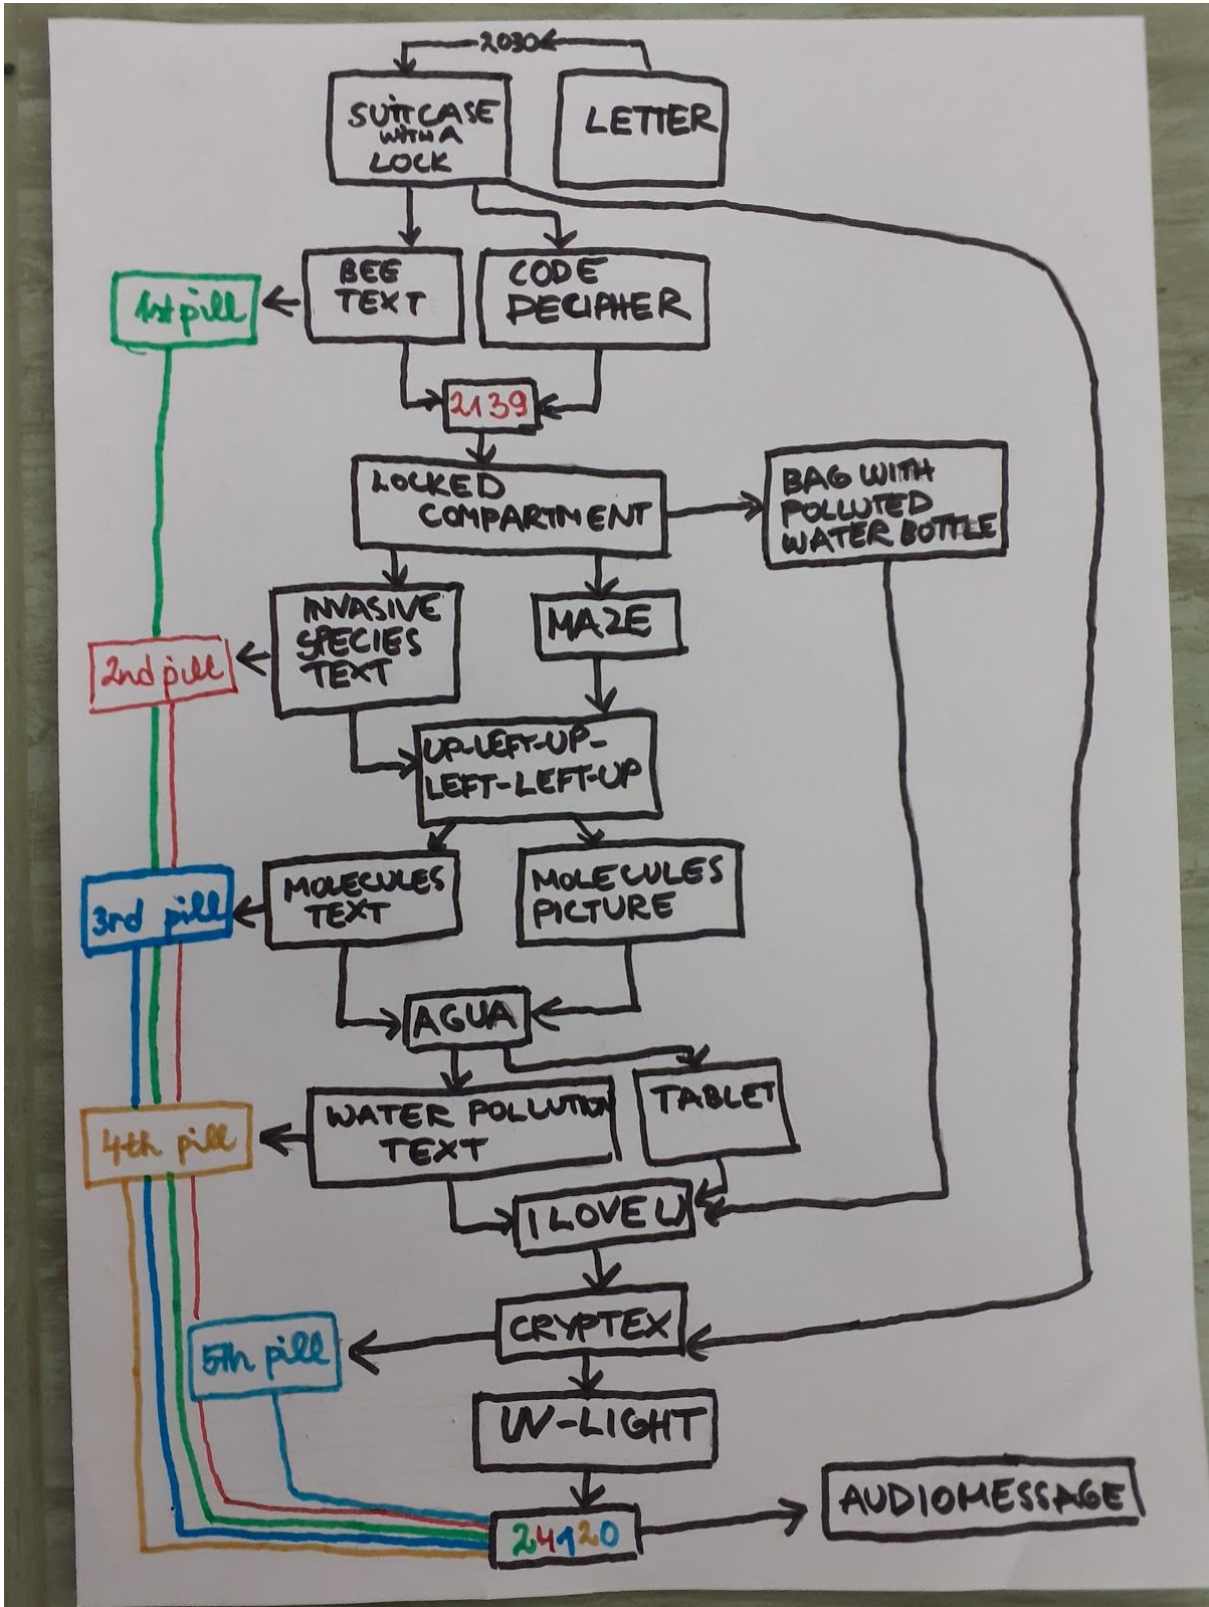 2030
SUITCASE
WITH A
LOCK
LETTER
BEE
TEXT
CODE
DECIPHER
1st pill
2139
LOCKED
COMPARTMENT
BAG WITH
POLLUTED
WATER BOTTLE
INVASIVE
SPECIES
TEXT
MAZE
2nd pill
UP-LEFT-UP-
LEFT-LEFT-UP
MOLECULES
TEXT
MOLECULES
PICTURE
3rd pill
AGUA
WATER POLLUTION
TEXT
TABLET
4th pill
I LOVE U
CRYPTEX
5th pill
UV-LIGHT
24120
AUDIOMESSAGE